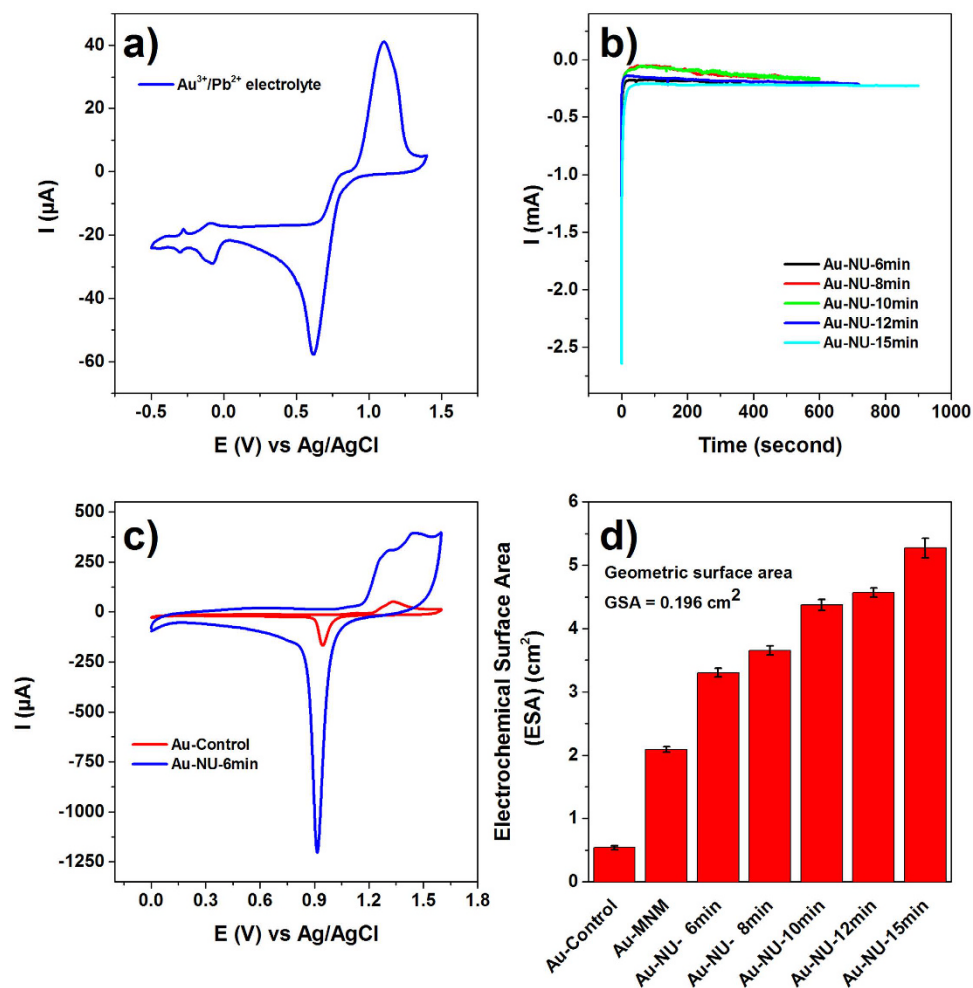 a)
Au³⁺/Pb²⁺ electrolyte
40
20
0
-20
-40
-60
I (µA)
-0.5
0.0
0.5
1.0
1.5
E (V) vs Ag/AgCl
b)
0.0
-0.5
-1.0
-1.5
-2.0
-2.5
I (mA)
Au-NU-6min
Au-NU-8min
Au-NU-10min
Au-NU-12min
Au-NU-15min
0
200
400
600
800
1000
Time (second)
c)
500
250
0
-250
-500
-750
-1000
-1250
I (µA)
Au-Control
Au-NU-6min
0.0
0.3
0.6
0.9
1.2
1.5
1.8
E (V) vs Ag/AgCl
d)
Geometric surface area
GSA = 0.196 cm²
6
5
4
3
2
1
0
Electrochemical Surface Area
(ESA) (cm²)
Au-Control
Au-MNM
Au-NU- 6min
Au-NU- 8min
Au-NU-10min
Au-NU-12min
Au-NU-15min